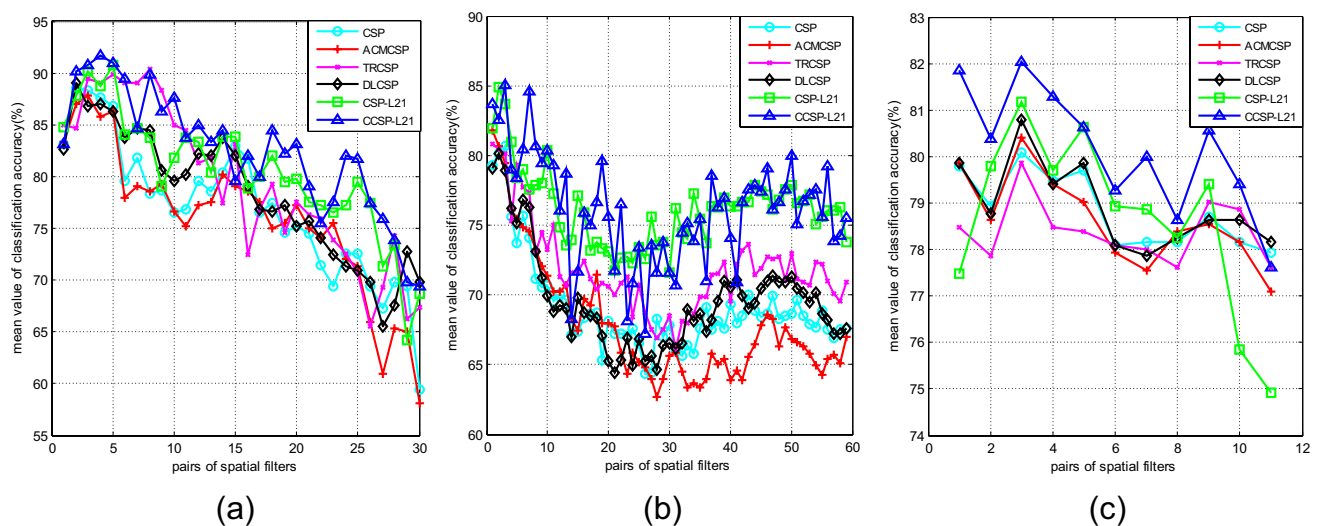 95
90
85
80
75
70
65
60
55
0
5
10
15
20
25
30
mean value of classification accuracy(%)
pairs of spatial filters
CSP
ACMCSP
TRCSP
DLCSP
CSP-L21
CCSP-L21
(a)
90
85
80
75
70
65
60
0
10
20
30
40
50
60
mean value of classification accuracy(%)
pairs of spatial filters
CSP
ACMCSP
TRCSP
DLCSP
CSP-L21
CCSP-L21
(b)
83
82
81
80
79
78
77
76
75
74
0
2
4
6
8
10
12
mean value of classification accuracy(%)
pairs of spatial filters
CSP
ACMCSP
TRCSP
DLCSP
CSP-L21
CCSP-L21
(c)